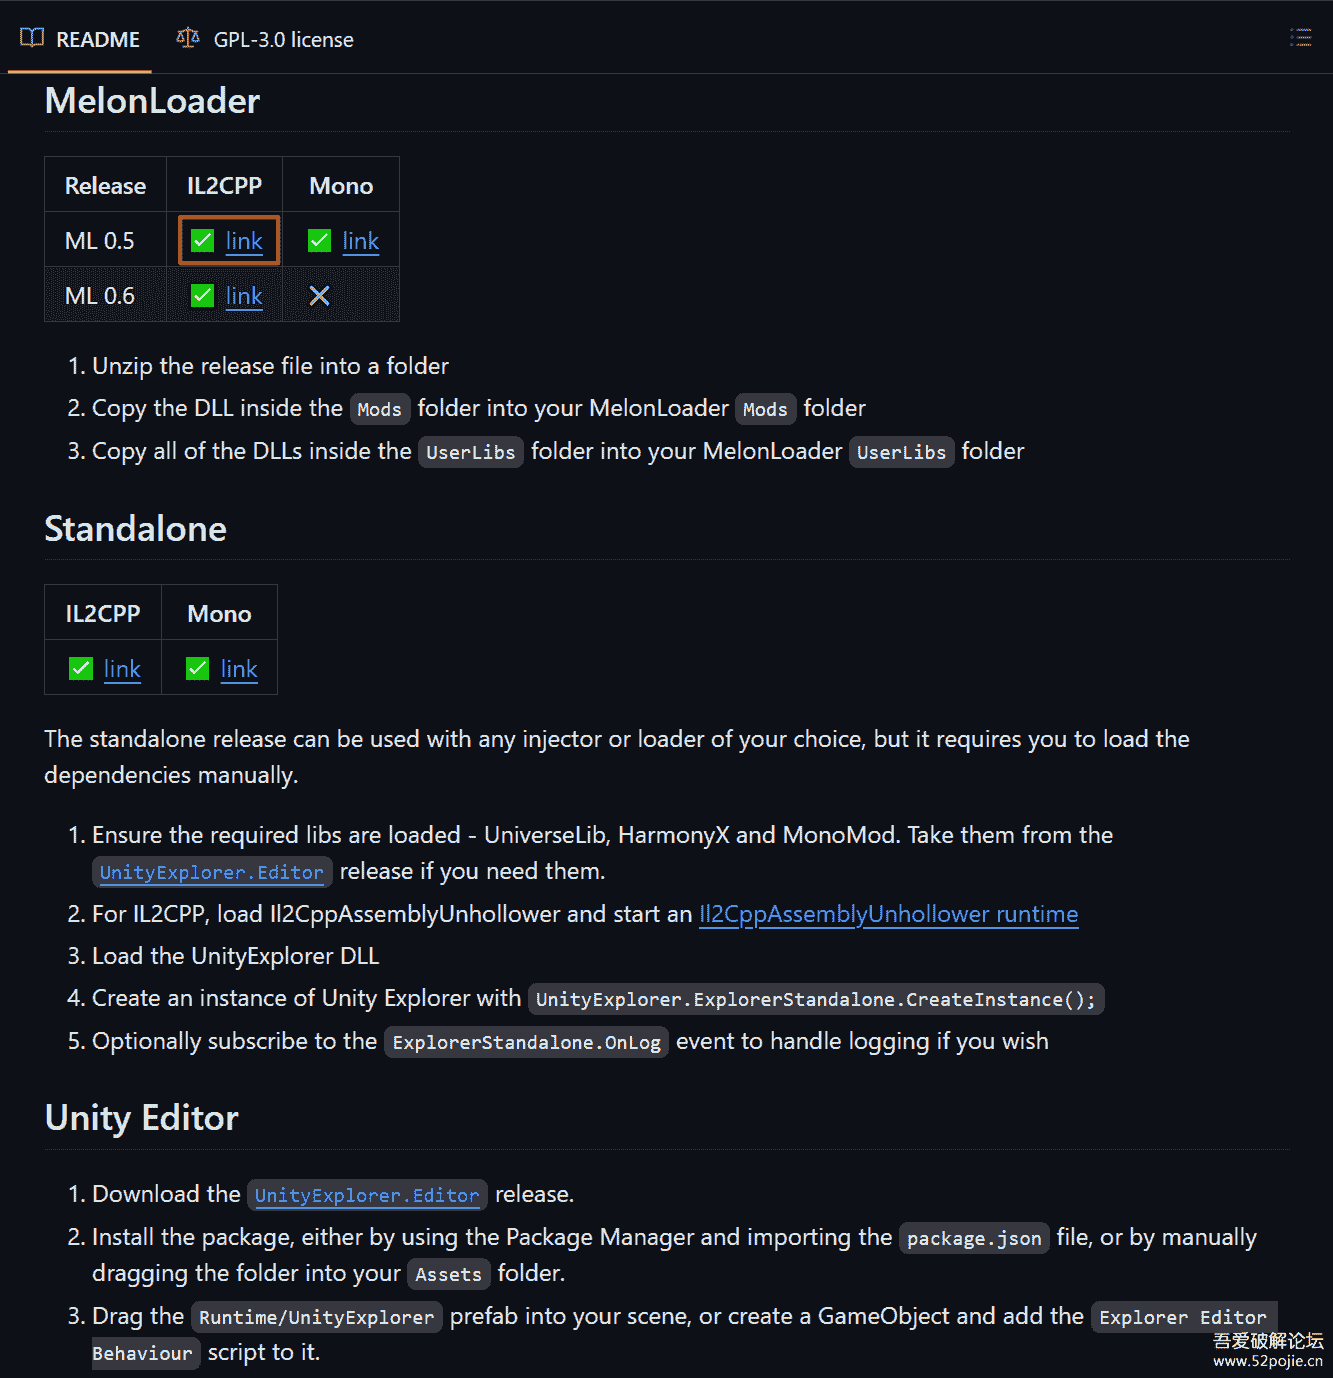 README GPL-3.0 license
MelonLoader
Release IL2CPP Mono
ML 0.5 ✅ link ✅ link
ML 0.6 ✅ link ✖
1. Unzip the release file into a folder
2. Copy the DLL inside the Mods folder into your MelonLoader Mods folder
3. Copy all of the DLLs inside the UserLibs folder into your MelonLoader UserLibs folder
Standalone
IL2CPP Mono
✅ link ✅ link
The standalone release can be used with any injector or loader of your choice, but it requires you to load the
dependencies manually.
1. Ensure the required libs are loaded - UniverseLib, HarmonyX and MonoMod. Take them from the
UnityExplorer.Editor release if you need them.
2. For IL2CPP, load Il2CppAssemblyUnhollower and start an Il2CppAssemblyUnhollower runtime
3. Load the UnityExplorer DLL
4. Create an instance of Unity Explorer with UnityExplorer.ExplorerStandalone.CreateInstance();
5. Optionally subscribe to the ExplorerStandalone.OnLog event to handle logging if you wish
Unity Editor
1. Download the UnityExplorer.Editor release.
2. Install the package, either by using the Package Manager and importing the package.json file, or by manually
dragging the folder into your Assets folder.
3. Drag the Runtime/UnityExplorer prefab into your scene, or create a GameObject and add the Explorer Editor
Behaviour script to it.
吾爱破解论坛
www.52pojie.cn